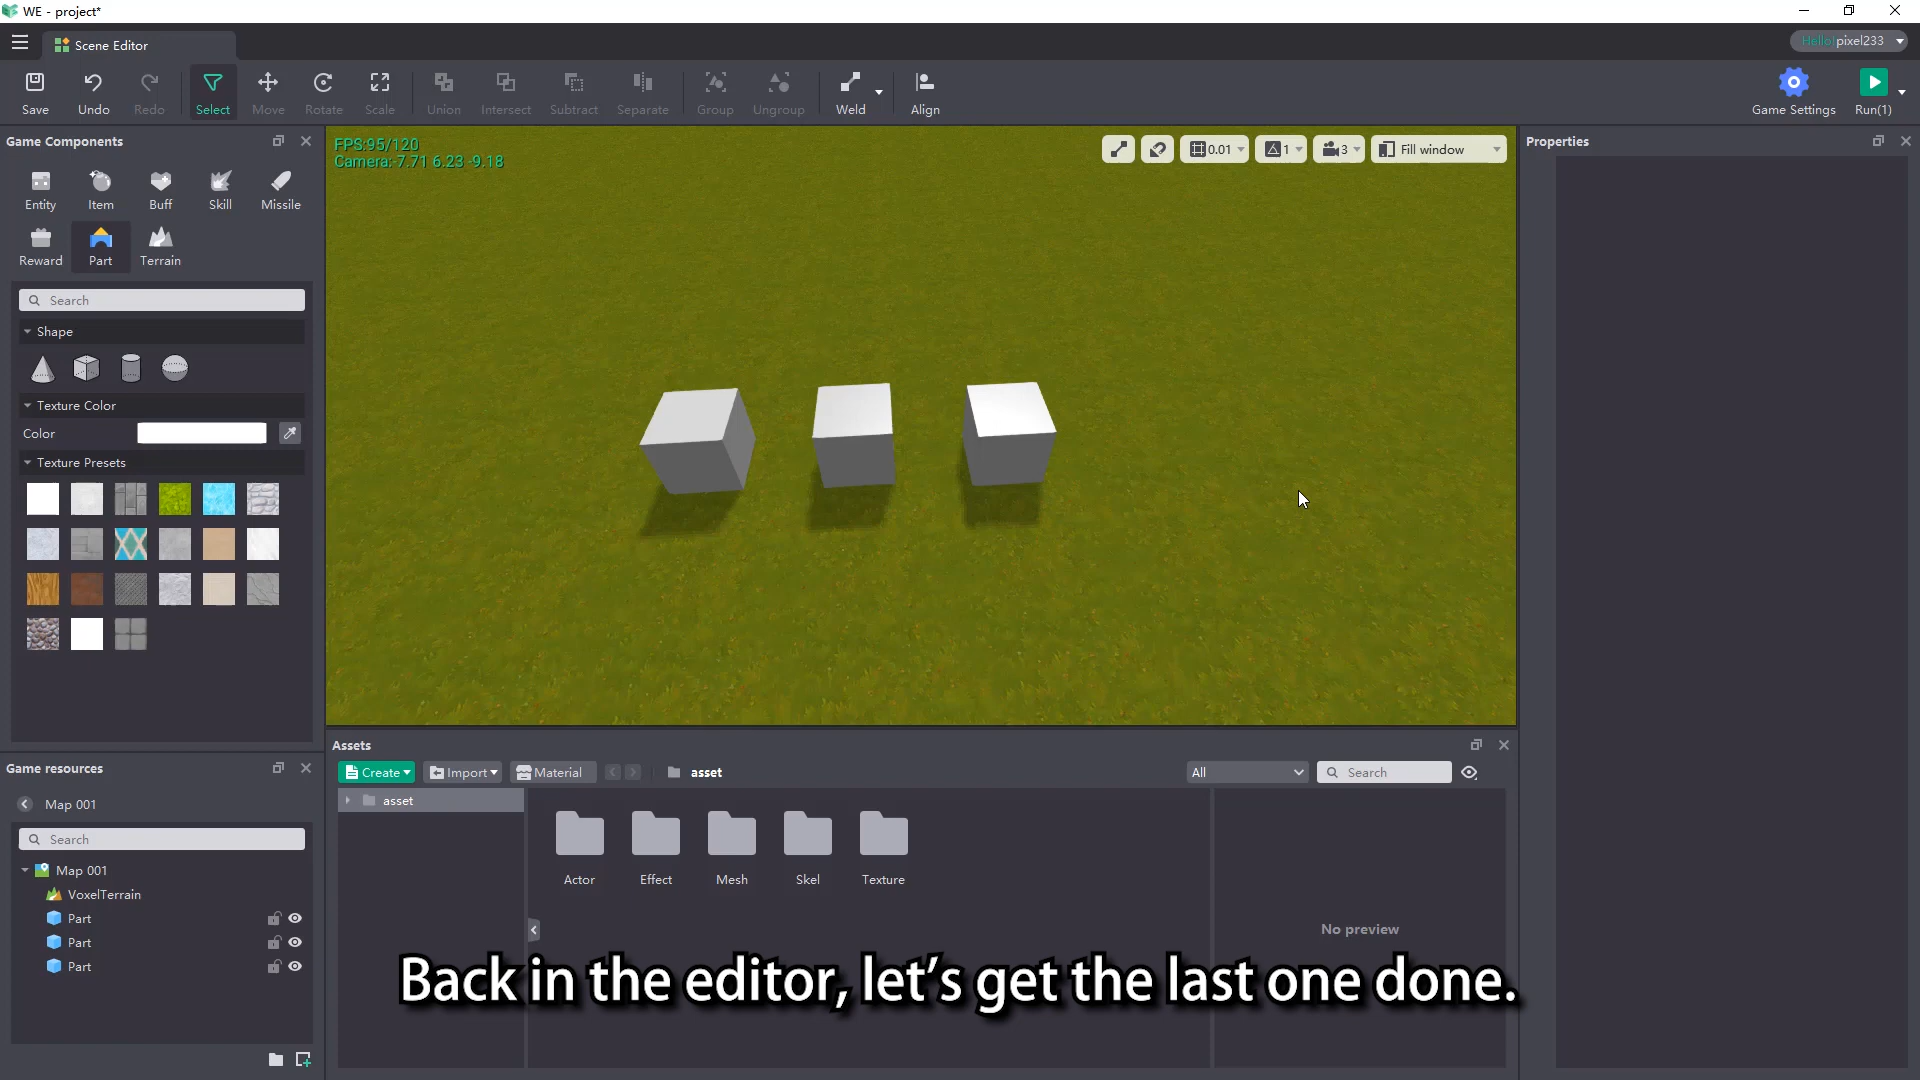 WE - project*
Scene Editor
Hello! pixel233
Save
Undo
Redo
Select
Move
Rotate
Scale
Union
Intersect
Subtract
Separate
Group
Ungroup
Weld
Align
Game Settings
Run(1)
Game Components
Entity
Item
Buff
Skill
Missile
Reward
Part
Terrain
Search
Shape
Texture Color
Color
Texture Presets
FPS:95/120
Camera:-7.71 6.23 -9.18
0.01
1
3
Fill window
Properties
Game resources
Map 001
Search
Map 001
VoxelTerrain
Part
Part
Part
Assets
Create
Import
Material
asset
All
Search
asset
Actor
Effect
Mesh
Skel
Texture
No preview
Back in the editor, let's get the last one done.